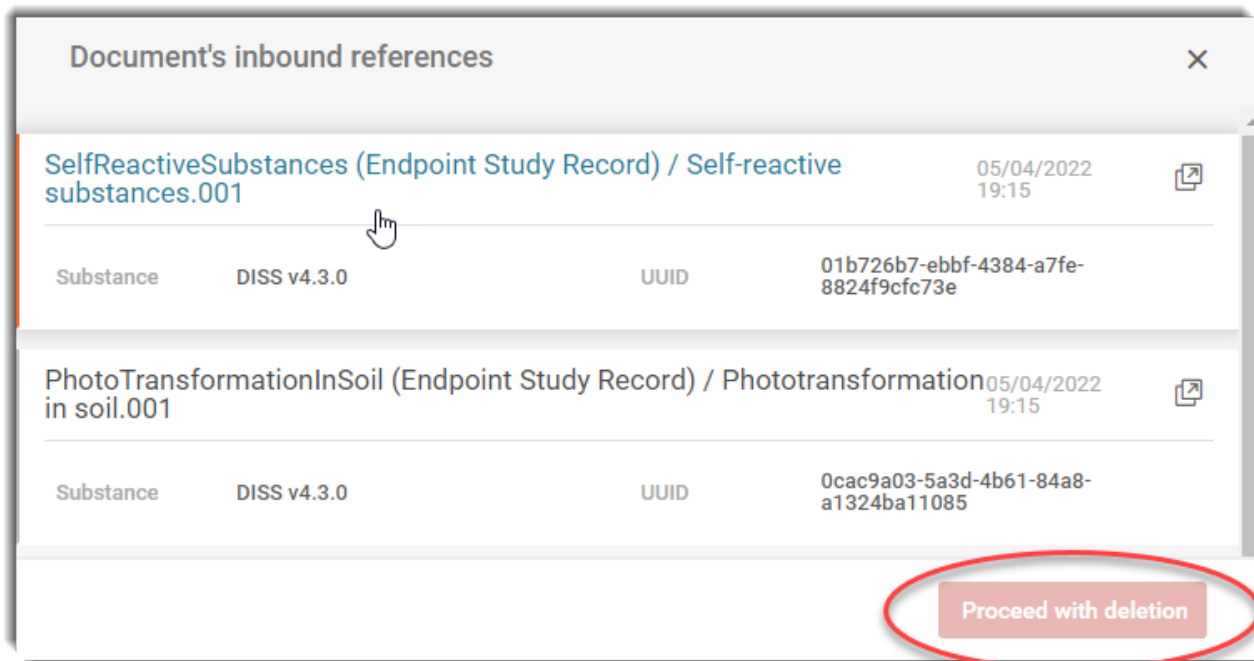 Document's inbound references
SelfReactiveSubstances (Endpoint Study Record) / Self-reactive
substances.001
05/04/2022
19:15
Substance DISS v4.3.0 UUID
01b726b7-ebbf-4384-a7fe-
8824f9cfc73e
PhotoTransformationInSoil (Endpoint Study Record) / Phototransformation
in soil.001
05/04/2022
19:15
Substance DISS v4.3.0 UUID
0cac9a03-5a3d-4b61-84a8-
a1324ba11085
Proceed with deletion